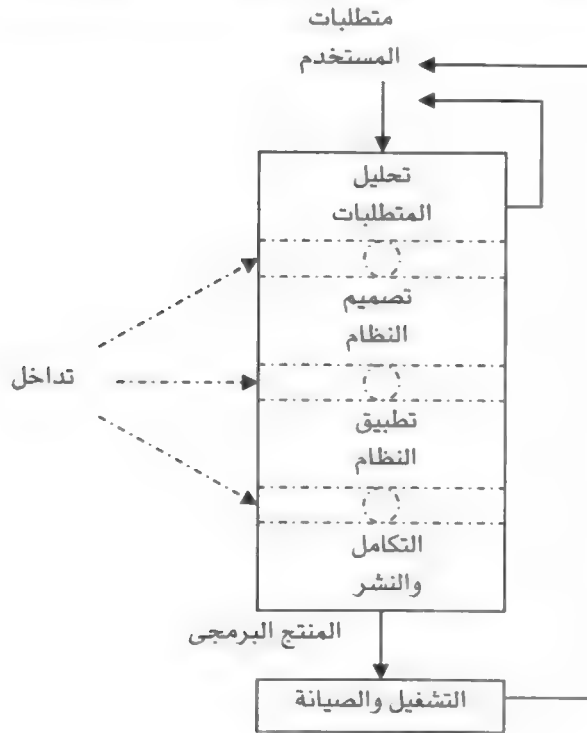 متطلبات
المستخدم
تحليل
المتطلبات
تصميم
النظام
تداخل
تطبيق
النظام
التكامل
والنشر
المنتج البرمجى
التشغيل والصيانة